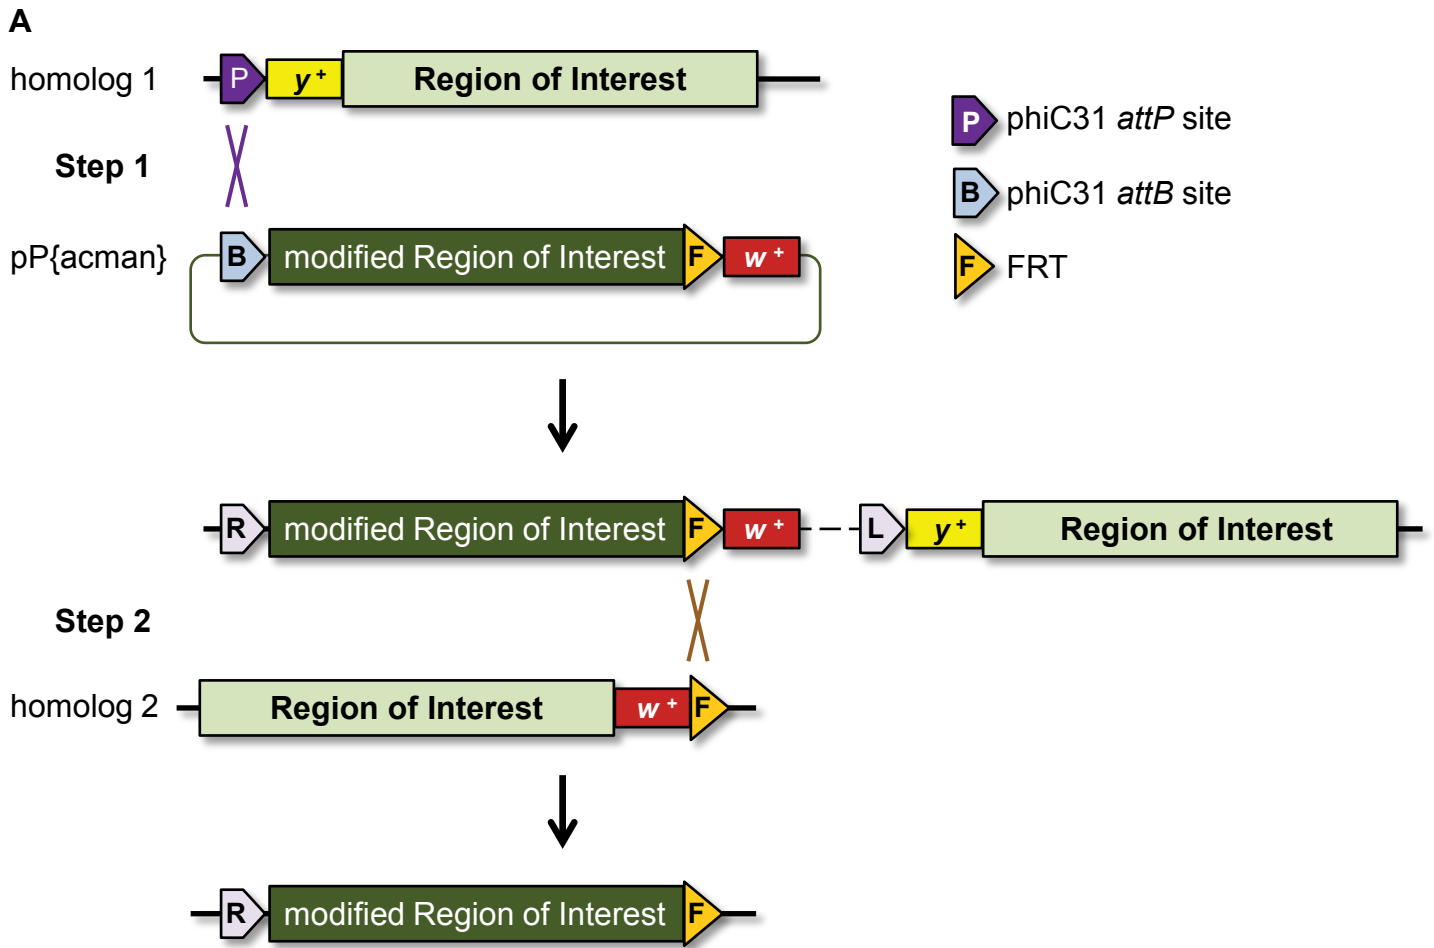 A
homolog 1
P
y +
Region of Interest
P
phiC31 attP site
Step 1
B
phiC31 attB site
pP{acman}
B
modified Region of Interest
F
w +
F
FRT
R
modified Region of Interest
F
w +
L
y +
Region of Interest
Step 2
homolog 2
Region of Interest
w +
F
R
modified Region of Interest
F